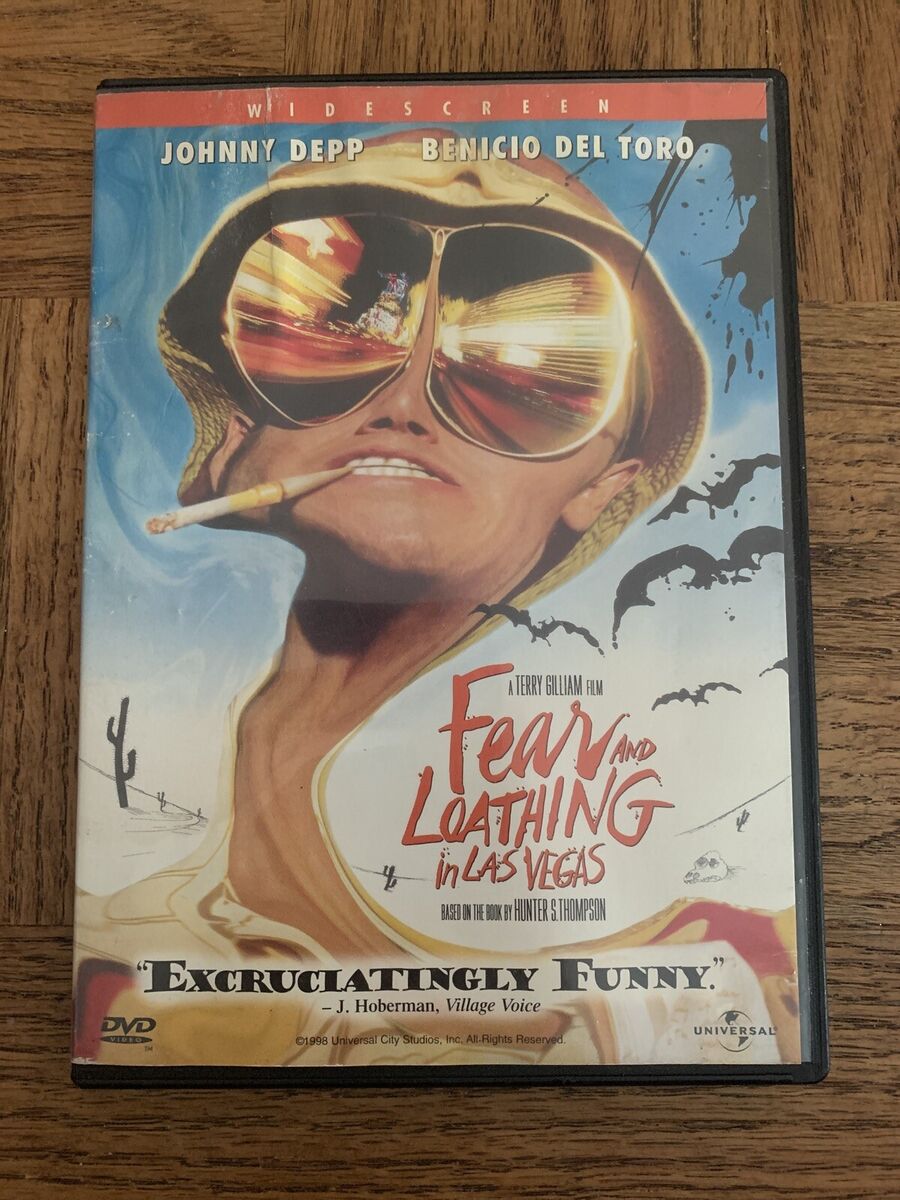 WIDESCREEN
JOHNNY DEPP BENICIO DEL TORO
A TERRY GILLIAM FILM
Fear AND
LOATHING
in LAS VEGAS
BASED ON THE BOOK BY HUNTER S. THOMPSON
"EXCRUCIATINGLY FUNNY."
– J. Hoberman, Village Voice
DVD
VIDEO
TM
©1998 Universal City Studios, Inc. All Rights Reserved.
UNIVERSAL